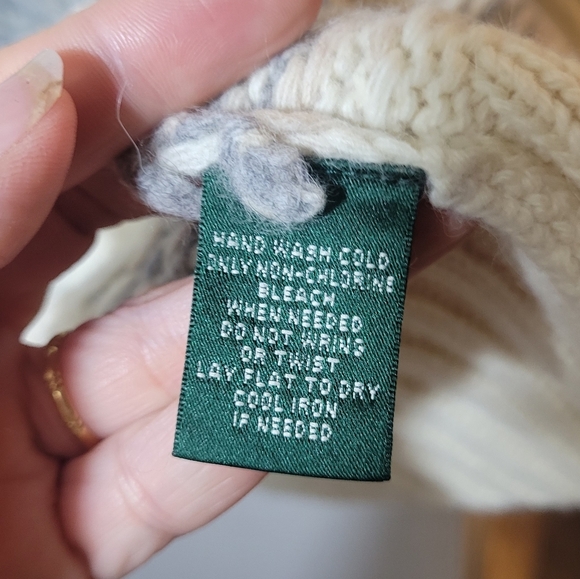 HAND WASH COLD
ONLY NON-CHLORINE
BLEACH
WHEN NEEDED
DO NOT WRING
OR TWIST
LAY FLAT TO DRY
COOL IRON
IF NEEDED